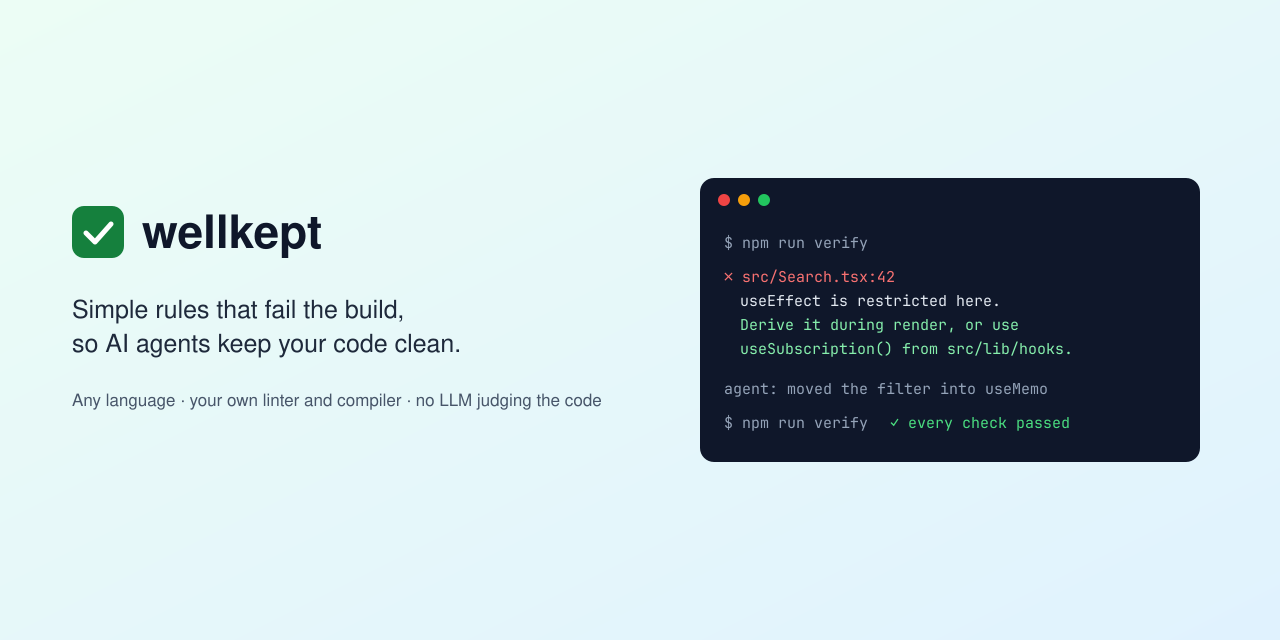 wellkept
Simple rules that fail the build,
so AI agents keep your code clean.
Any language · your own linter and compiler · no LLM judging the code
$ npm run verify
✕ src/Search.tsx:42
useEffect is restricted here.
Derive it during render, or use
useSubscription() from src/lib/hooks.
agent: moved the filter into useMemo
$ npm run verify ✓ every check passed